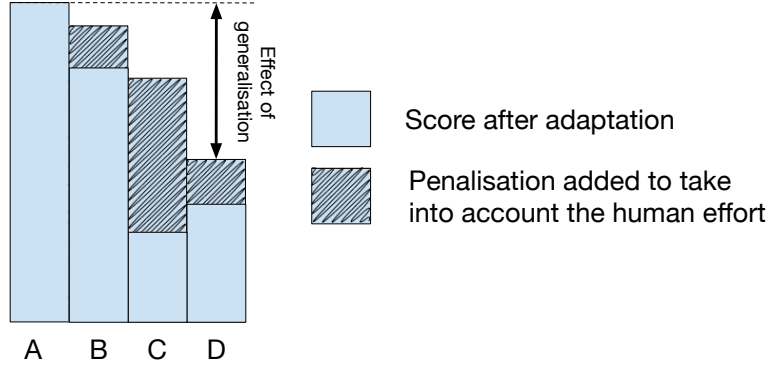 Effect of
generalisation
Score after adaptation
Penalisation added to take
into account the human effort
A B C D